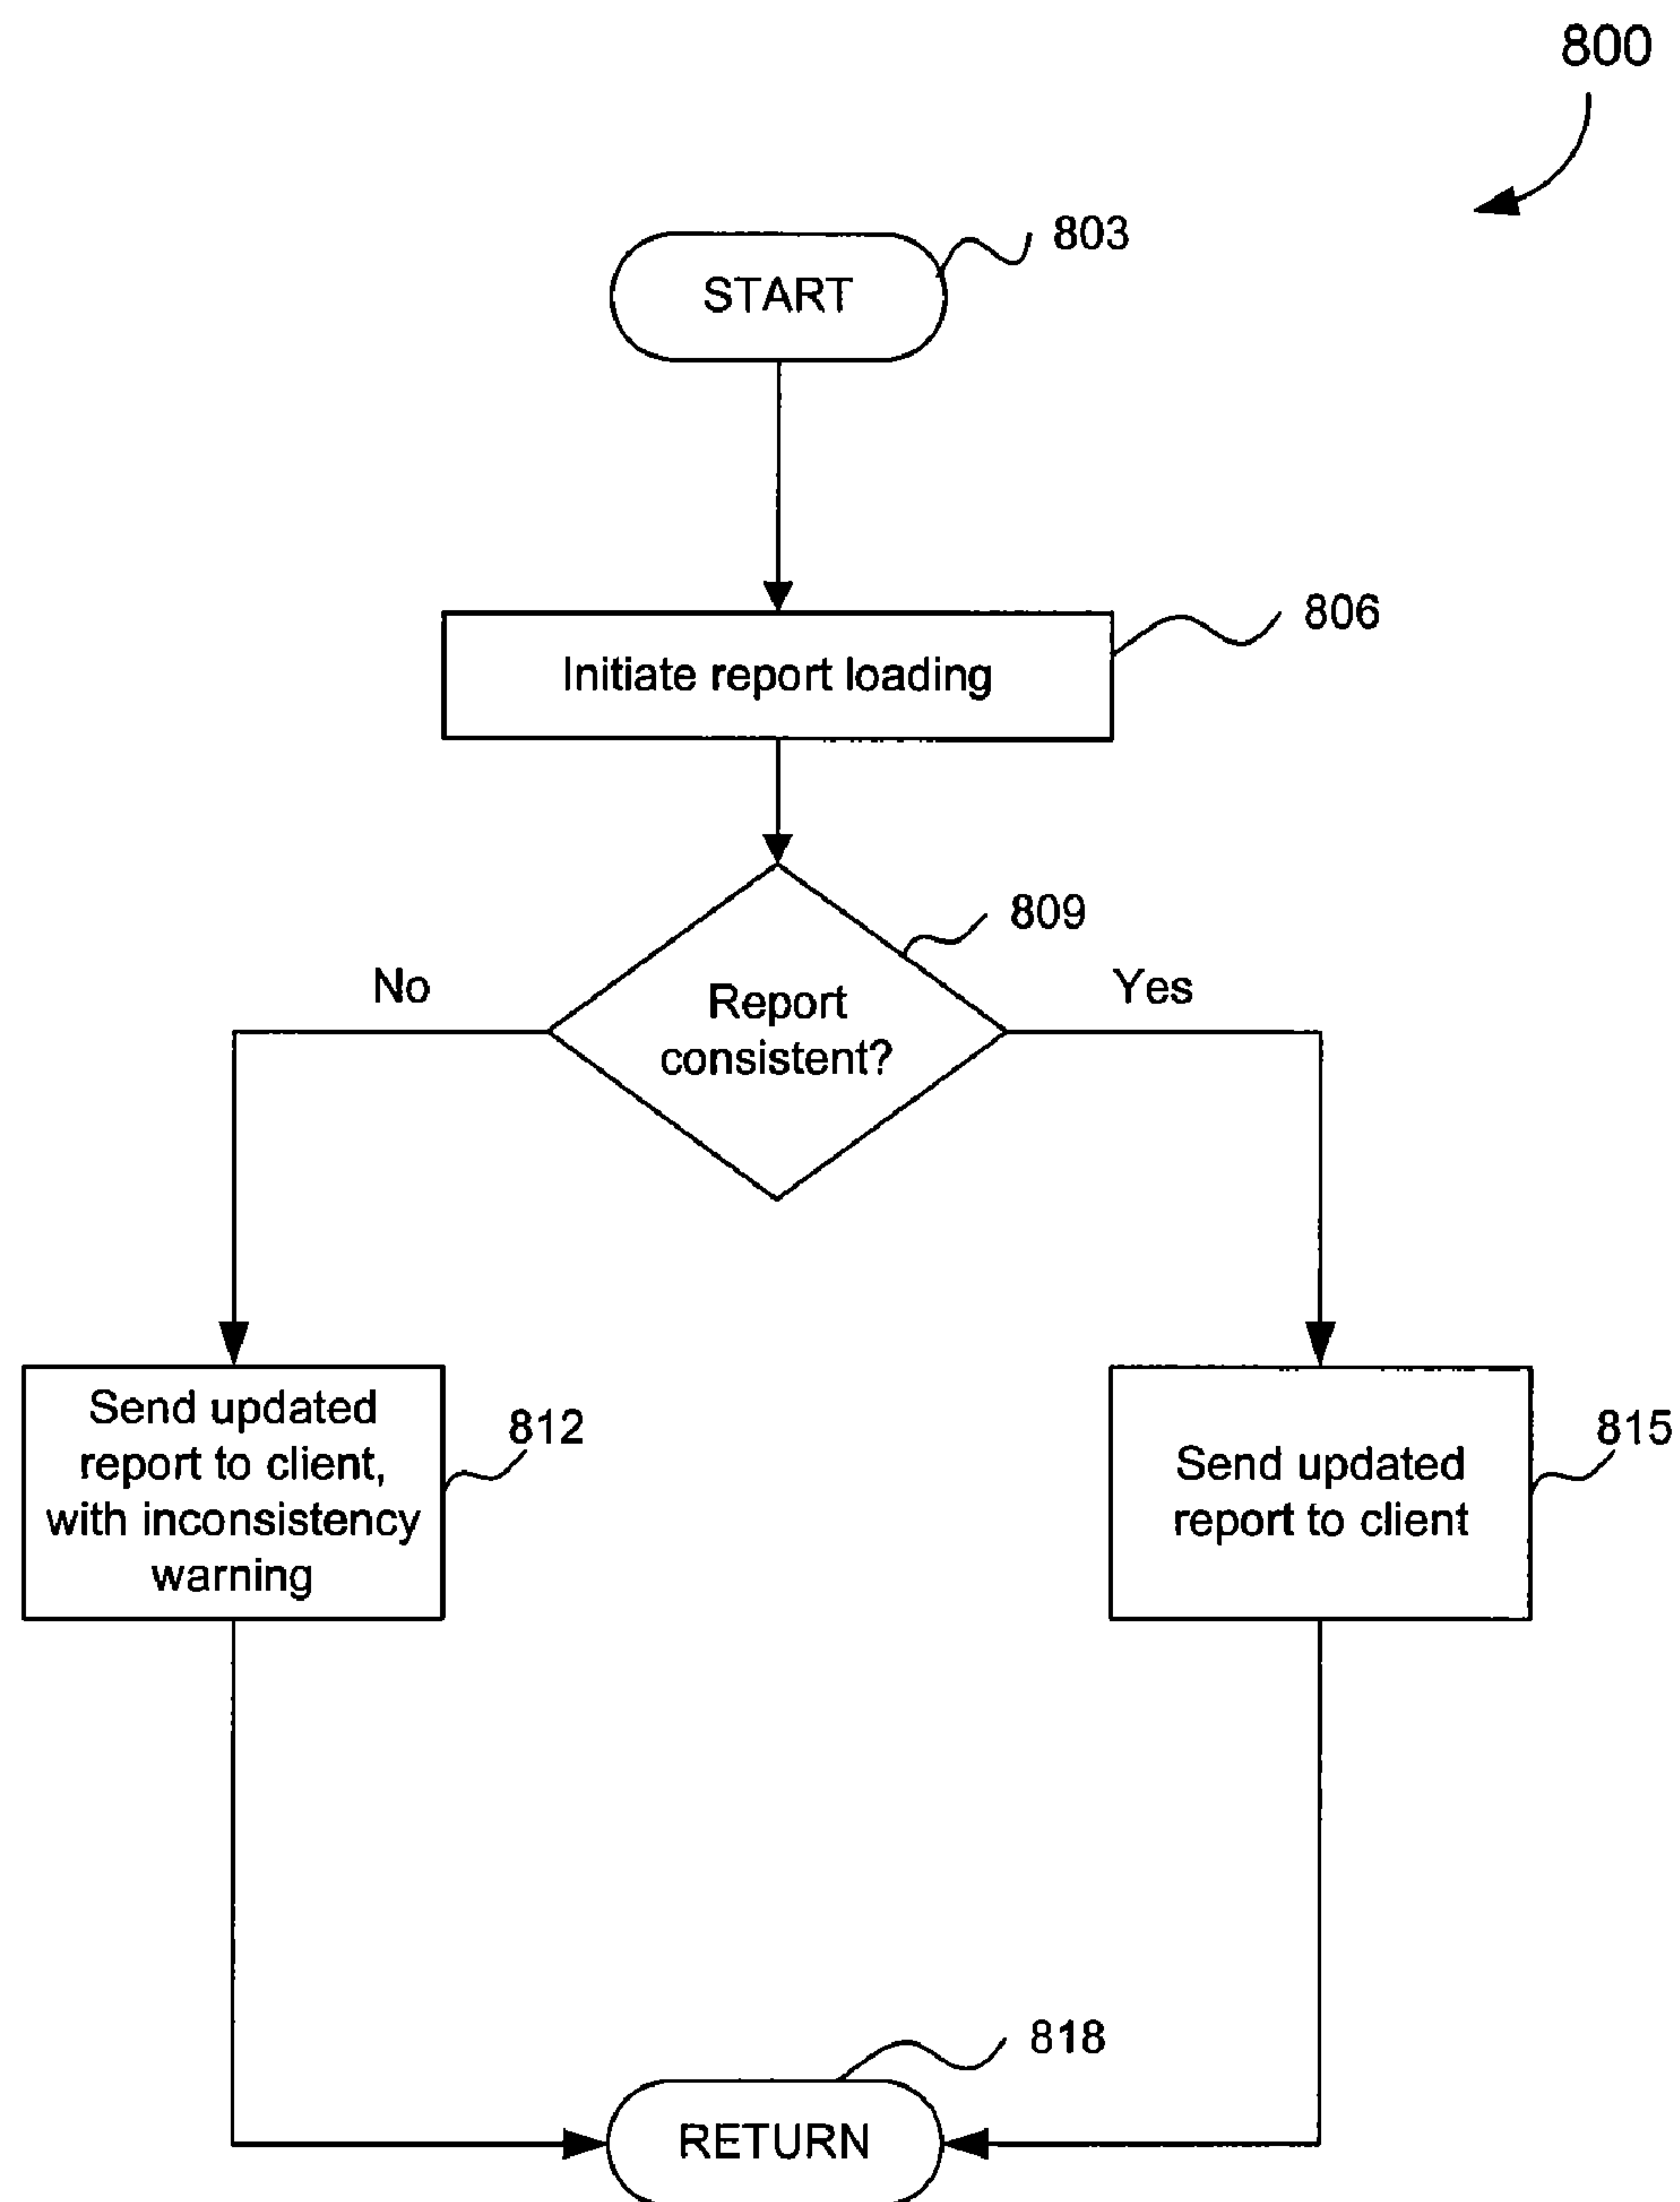 800
803
START
806
Initiate report loading
809
No
Yes
Report
consistent?
Send updated
report to client,
with inconsistency
warning
812
Send updated
report to client
815
818
RETURN